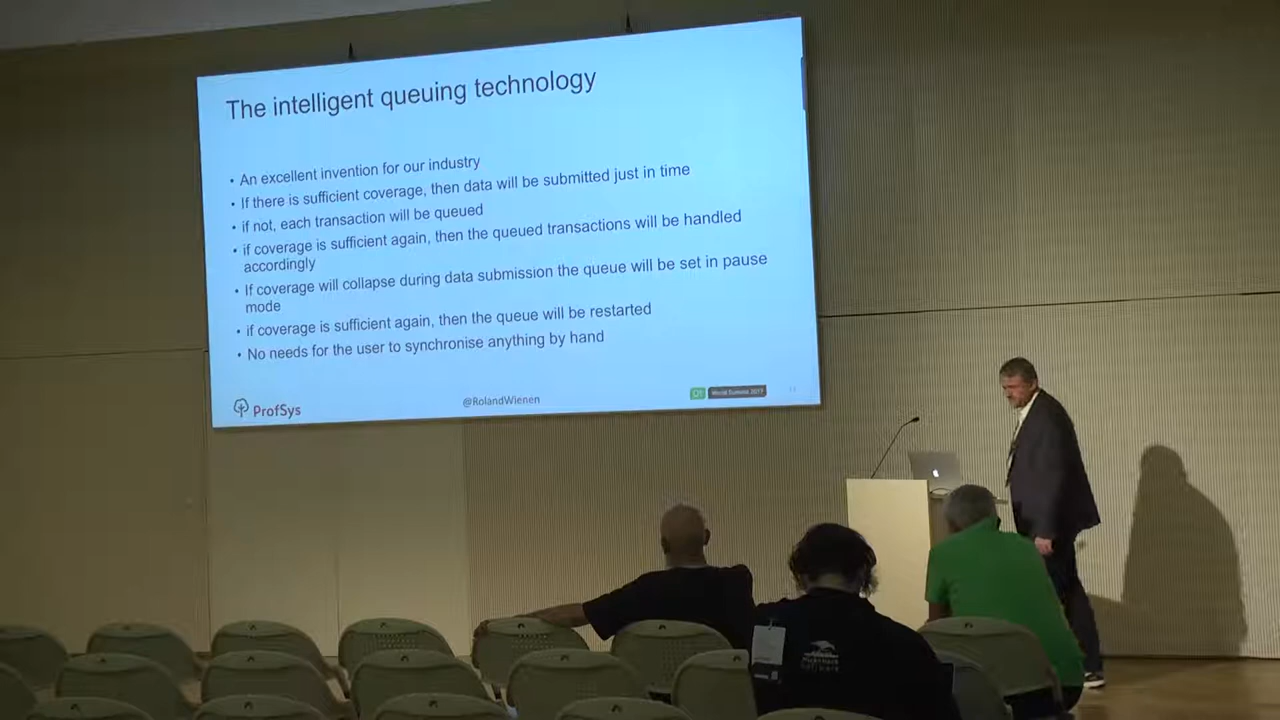 The intelligent queuing technology
• An excellent invention for our industry
• If there is sufficient coverage, then data will be submitted just in time
• if not, each transaction will be queued
• if coverage is sufficient again, then the queued transactions will be handled
accordingly
• If coverage will collapse during data submission the queue will be set in pause
mode
• if coverage is sufficient again, then the queue will be restarted
• No needs for the user to synchronise anything by hand
ProfSys
@RolandWienen
Qt World Summit 2017